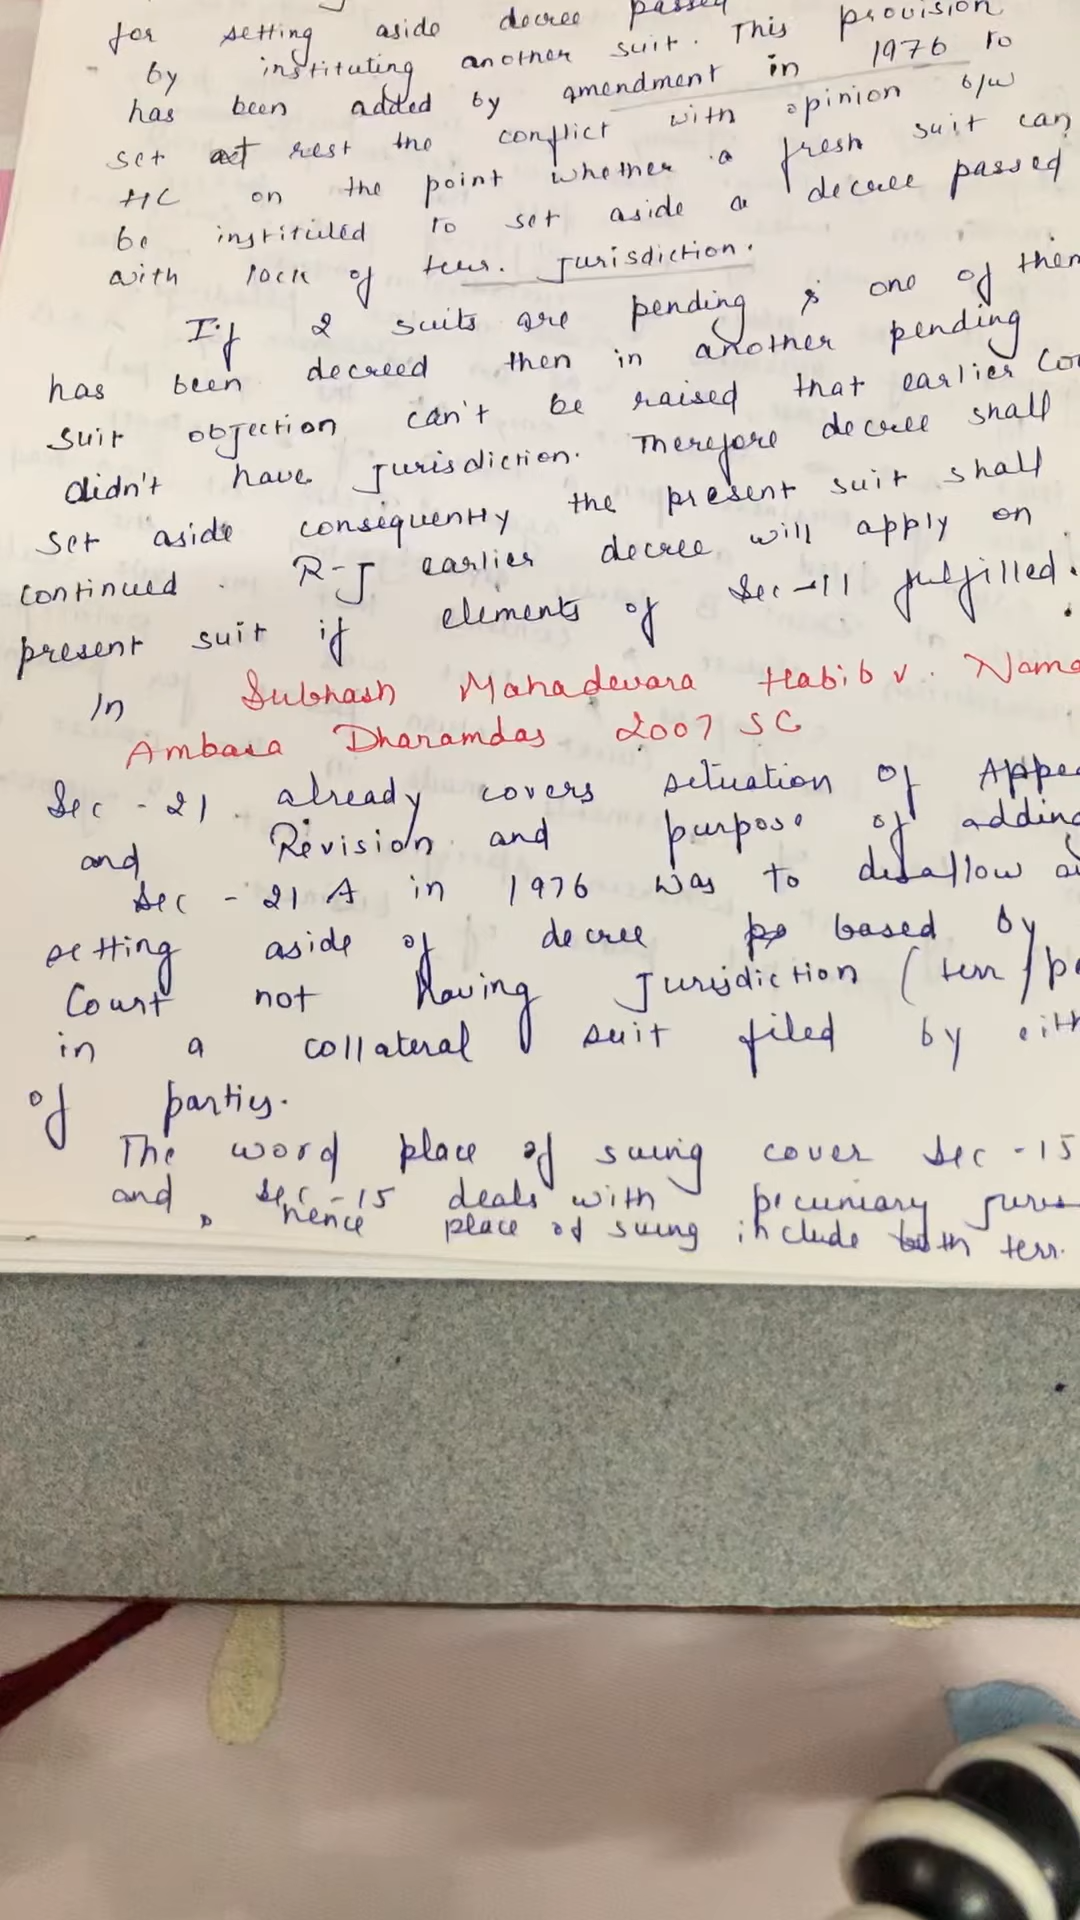 for setting aside decree passed
by instituting another suit. This provision
has been added by amendment in 1976 to
set at rest the conflict with opinion b/w
HC on the point whether a fresh suit can
be instituted to set aside a decree passed
with lack of terr. jurisdiction.
If 2 suits are pending & one of them
has been decreed then in another pending
suit objection can't be raised that earlier
didn't have jurisdiction. Therefore decree shall
set aside consequently the present suit shall
continued. R-J earlier decree will apply on
present suit if elements of Sec-11 fulfilled.
In Subhash Mahadevara Habib v.
Ambasa Dharamdas 2007 SC
Sec-21 already covers situation of
and Revision and purpose of adding
Sec-21 A in 1976 was to disallow
setting aside of decree based by
Court not having Jurisdiction (terr/
in a collateral suit filed by
of parties.
The word place of suing cover Sec-15
and Sec-15 deals with pecuniary
hence place of suing include both terr.